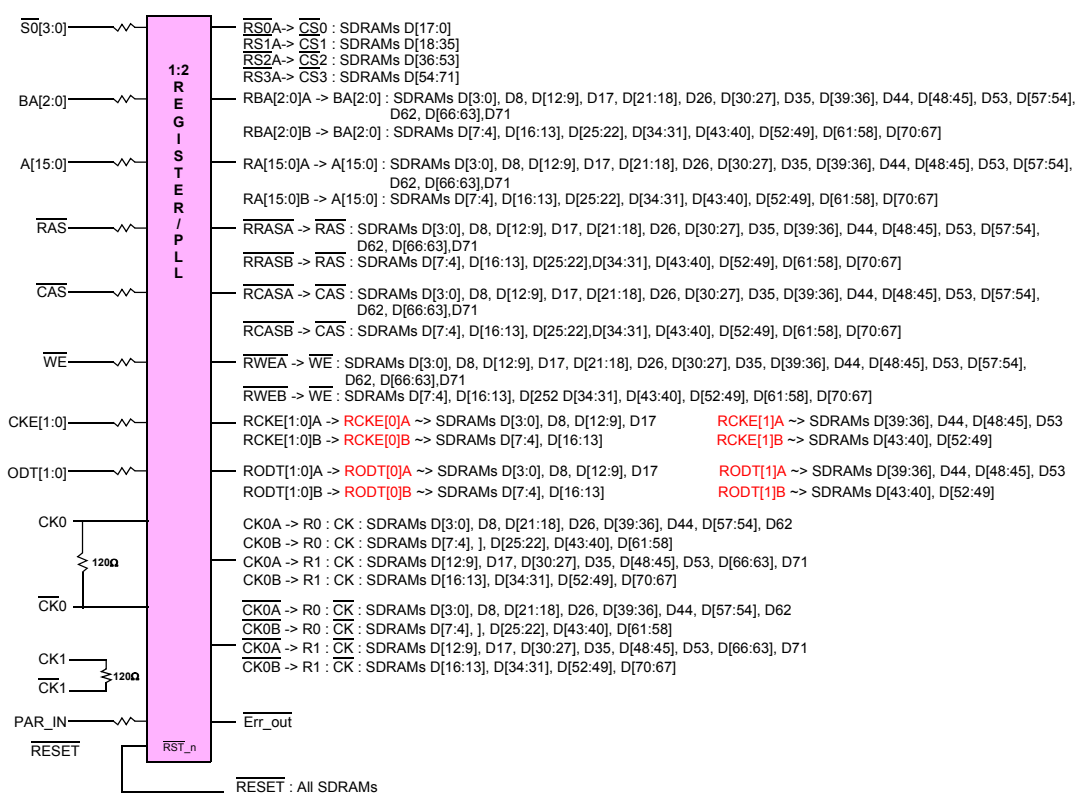 S0[3:0]
BA[2:0]
A[15:0]
RAS
CAS
WE
CKE[1:0]
ODT[1:0]
CK0
120Ω
CK0
CK1
120Ω
CK1
PAR_IN
RESET
1:2
R
E
G
I
S
T
E
R
/
P
L
L
RST_n
RS0A-> CS0 : SDRAMs D[17:0]
RS1A-> CS1 : SDRAMs D[18:35]
RS2A-> CS2 : SDRAMs D[36:53]
RS3A-> CS3 : SDRAMs D[54:71]
RBA[2:0]A -> BA[2:0] : SDRAMs D[3:0], D8, D[12:9], D17, D[21:18], D26, D[30:27], D35, D[39:36], D44, D[48:45], D53, D[57:54],
D62, D[66:63],D71
RBA[2:0]B -> BA[2:0] : SDRAMs D[7:4], D[16:13], D[25:22], D[34:31], D[43:40], D[52:49], D[61:58], D[70:67]
RA[15:0]A -> A[15:0] : SDRAMs D[3:0], D8, D[12:9], D17, D[21:18], D26, D[30:27], D35, D[39:36], D44, D[48:45], D53, D[57:54],
D62, D[66:63],D71
RA[15:0]B -> A[15:0] : SDRAMs D[7:4], D[16:13], D[25:22], D[34:31], D[43:40], D[52:49], D[61:58], D[70:67]
RRASA -> RAS : SDRAMs D[3:0], D8, D[12:9], D17, D[21:18], D26, D[30:27], D35, D[39:36], D44, D[48:45], D53, D[57:54],
D62, D[66:63],D71
RRASB -> RAS : SDRAMs D[7:4], D[16:13], D[25:22],D[34:31], D[43:40], D[52:49], D[61:58], D[70:67]
RCASA -> CAS : SDRAMs D[3:0], D8, D[12:9], D17, D[21:18], D26, D[30:27], D35, D[39:36], D44, D[48:45], D53, D[57:54],
D62, D[66:63],D71
RCASB -> CAS : SDRAMs D[7:4], D[16:13], D[25:22],D[34:31], D[43:40], D[52:49], D[61:58], D[70:67]
RWEA -> WE : SDRAMs D[3:0], D8, D[12:9], D17, D[21:18], D26, D[30:27], D35, D[39:36], D44, D[48:45], D53, D[57:54],
D62, D[66:63],D71
RWEB -> WE : SDRAMs D[7:4], D[16:13], D[252 D[34:31], D[43:40], D[52:49], D[61:58], D[70:67]
RCKE[1:0]A -> RCKE[0]A ~> SDRAMs D[3:0], D8, D[12:9], D17 RCKE[1]A ~> SDRAMs D[39:36], D44, D[48:45], D53
RCKE[1:0]B -> RCKE[0]B ~> SDRAMs D[7:4], D[16:13] RCKE[1]B ~> SDRAMs D[43:40], D[52:49]
RODT[1:0]A -> RODT[0]A ~> SDRAMs D[3:0], D8, D[12:9], D17 RODT[1]A ~> SDRAMs D[39:36], D44, D[48:45], D53
RODT[1:0]B -> RODT[0]B ~> SDRAMs D[7:4], D[16:13] RODT[1]B ~> SDRAMs D[43:40], D[52:49]
CK0A -> R0 : CK : SDRAMs D[3:0], D8, D[21:18], D26, D[39:36], D44, D[57:54], D62
CK0B -> R0 : CK : SDRAMs D[7:4], ], D[25:22], D[43:40], D[61:58]
CK0A -> R1 : CK : SDRAMs D[12:9], D17, D[30:27], D35, D[48:45], D53, D[66:63], D71
CK0B -> R1 : CK : SDRAMs D[16:13], D[34:31], D[52:49], D[70:67]
CK0A -> R0 : CK : SDRAMs D[3:0], D8, D[21:18], D26, D[39:36], D44, D[57:54], D62
CK0B -> R0 : CK : SDRAMs D[7:4], ], D[25:22], D[43:40], D[61:58]
CK0A -> R1 : CK : SDRAMs D[12:9], D17, D[30:27], D35, D[48:45], D53, D[66:63], D71
CK0B -> R1 : CK : SDRAMs D[16:13], D[34:31], D[52:49], D[70:67]
Err_out
RESET : All SDRAMs